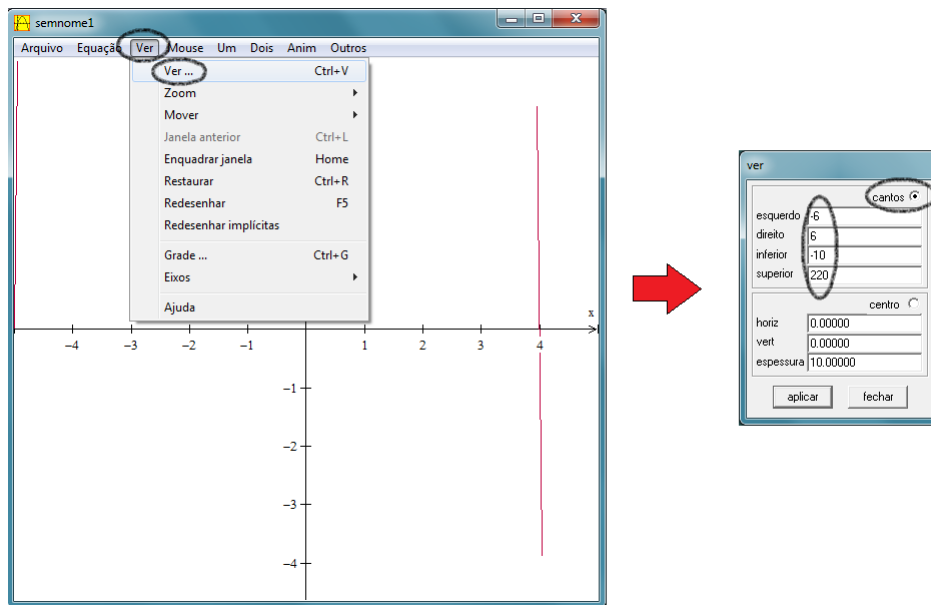 semnome1
Arquivo Equação Ver Mouse Um Dois Anim Outros
Ver ... Ctrl+V
Zoom
Mover
Janela anterior Ctrl+L
Enquadrar janela Home
Restaurar Ctrl+R
Redesenhar F5
Redesenhar implícitas
Grade ... Ctrl+G
Eixos
Ajuda
x
−4 −3 −2 −1 1 2 3 4
−1
−2
−3
−4
ver
cantos
esquerdo -6
direito 6
inferior -10
superior 220
centro
horiz 0.00000
vert 0.00000
espessura 10.00000
aplicar fechar